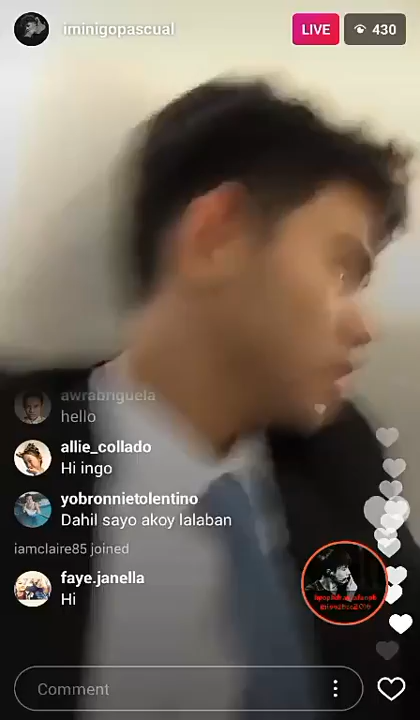 iminigopascual
LIVE
430
awrabriguela
hello
allie_collado
Hi ingo
yobronnietolentino
Dahil sayo akoy lalaban
iamclaire85 joined
faye.janella
Hi
Comment